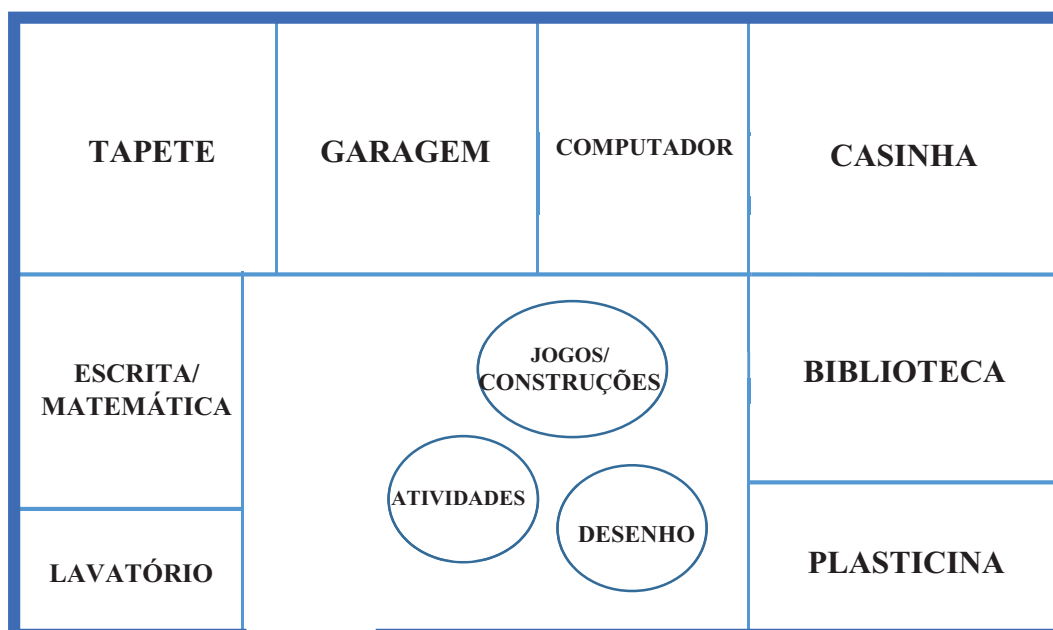 TAPETE
GARAGEM
COMPUTADOR
CASINHA
ESCRITA/
MATEMÁTICA
JOGOS/
CONSTRUÇÕES
BIBLIOTECA
ATIVIDADES
DESENHO
LAVATÓRIO
PLASTICINA